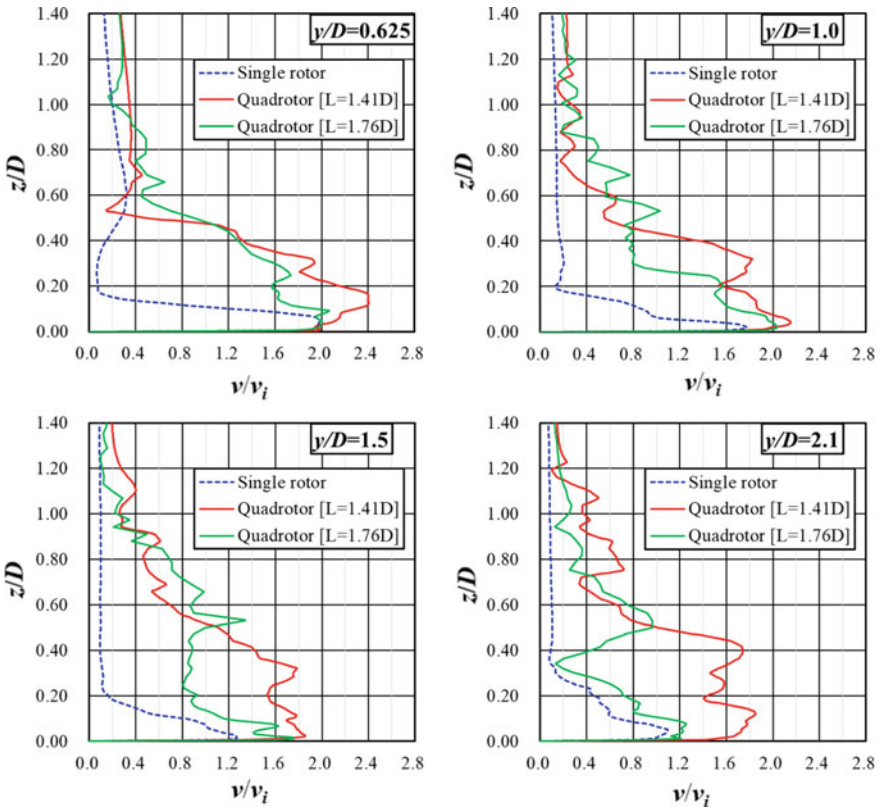 y/D=0.625
1.40
1.20
1.00
0.80
0.60
0.40
0.20
0.00
z/D
Single rotor
Quadrotor [L=1.41D]
Quadrotor [L=1.76D]
0.0 0.4 0.8 1.2 1.6 2.0 2.4 2.8
v/vi
y/D=1.0
1.40
1.20
1.00
0.80
0.60
0.40
0.20
0.00
z/D
Single rotor
Quadrotor [L=1.41D]
Quadrotor [L=1.76D]
0.0 0.4 0.8 1.2 1.6 2.0 2.4 2.8
v/vi
y/D=1.5
1.40
1.20
1.00
0.80
0.60
0.40
0.20
0.00
z/D
Single rotor
Quadrotor [L=1.41D]
Quadrotor [L=1.76D]
0.0 0.4 0.8 1.2 1.6 2.0 2.4 2.8
v/vi
y/D=2.1
1.40
1.20
1.00
0.80
0.60
0.40
0.20
0.00
z/D
Single rotor
Quadrotor [L=1.41D]
Quadrotor [L=1.76D]
0.0 0.4 0.8 1.2 1.6 2.0 2.4 2.8
v/vi